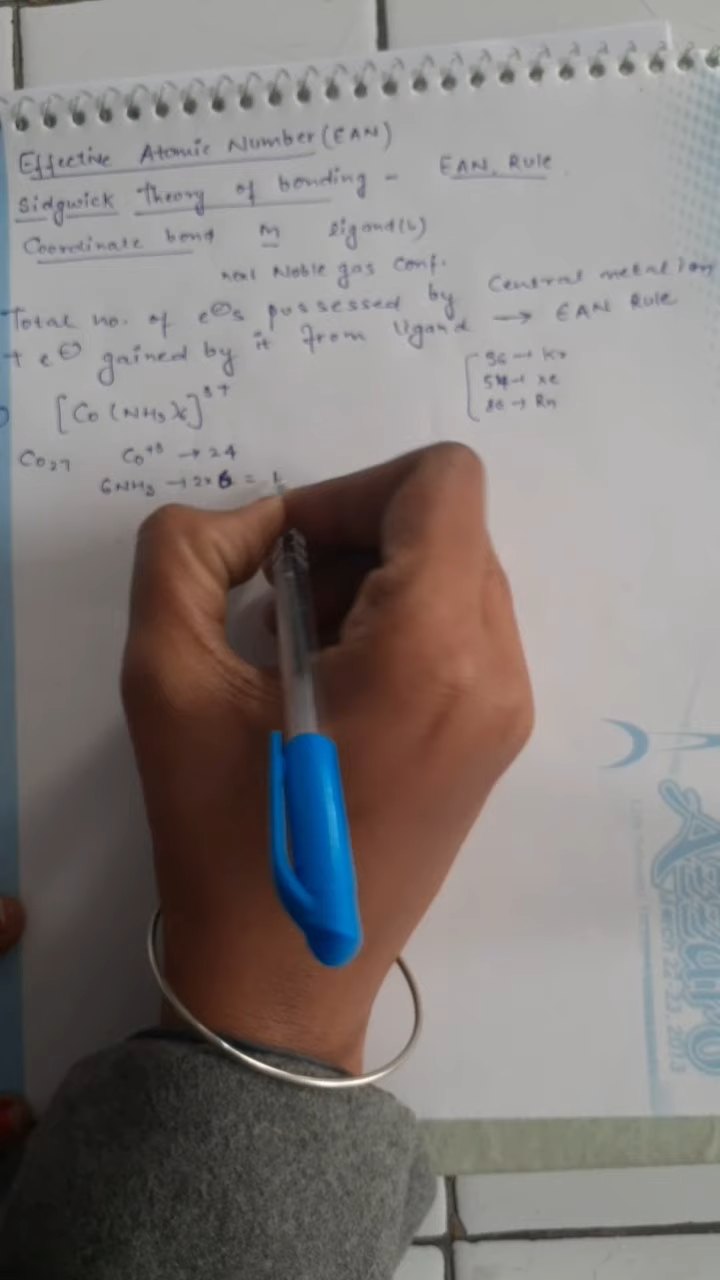 Effective Atomic Number (EAN)
Sidgwick Theory of bonding - EAN Rule
Coordinate bond M ligand(L)
next Noble gas conf.
Total no. of e⊖s possessed by Central metal ion
+ e⊖ gained by it from ligand → EAN Rule
36 → Kr
54 → Xe
86 → Rn
[Co(NH3)6]3+
Co27 Co+3 → 24
6NH3 → 2×6 = 1